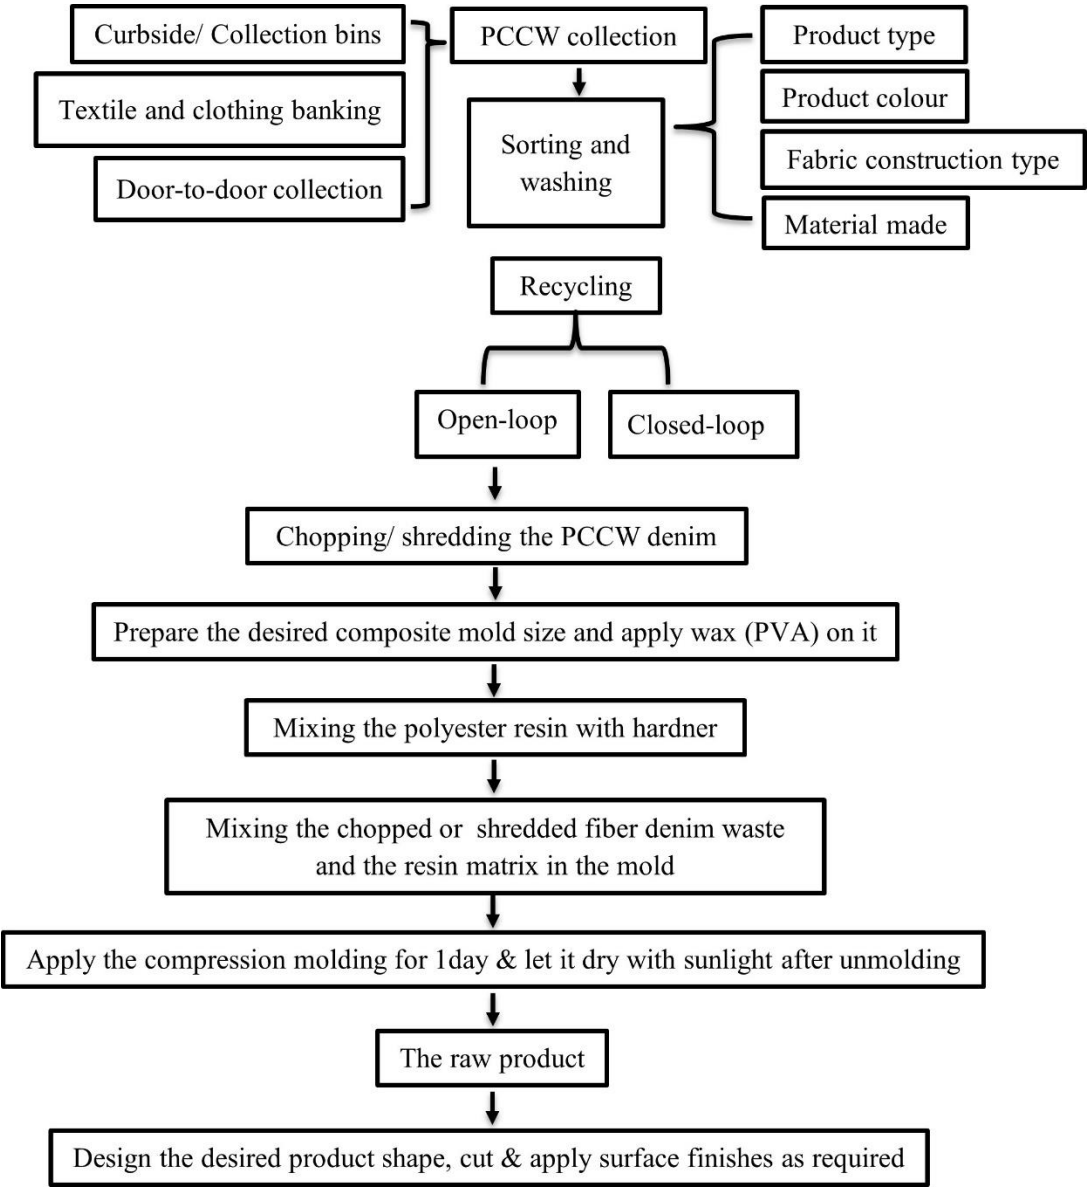 Curbside/ Collection bins
Textile and clothing banking
Door-to-door collection
PCCW collection
Sorting and
washing
Product type
Product colour
Fabric construction type
Material made
Recycling
Open-loop
Closed-loop
Chopping/ shredding the PCCW denim
Prepare the desired composite mold size and apply wax (PVA) on it
Mixing the polyester resin with hardner
Mixing the chopped or shredded fiber denim waste
and the resin matrix in the mold
Apply the compression molding for 1day & let it dry with sunlight after unmolding
The raw product
Design the desired product shape, cut & apply surface finishes as required